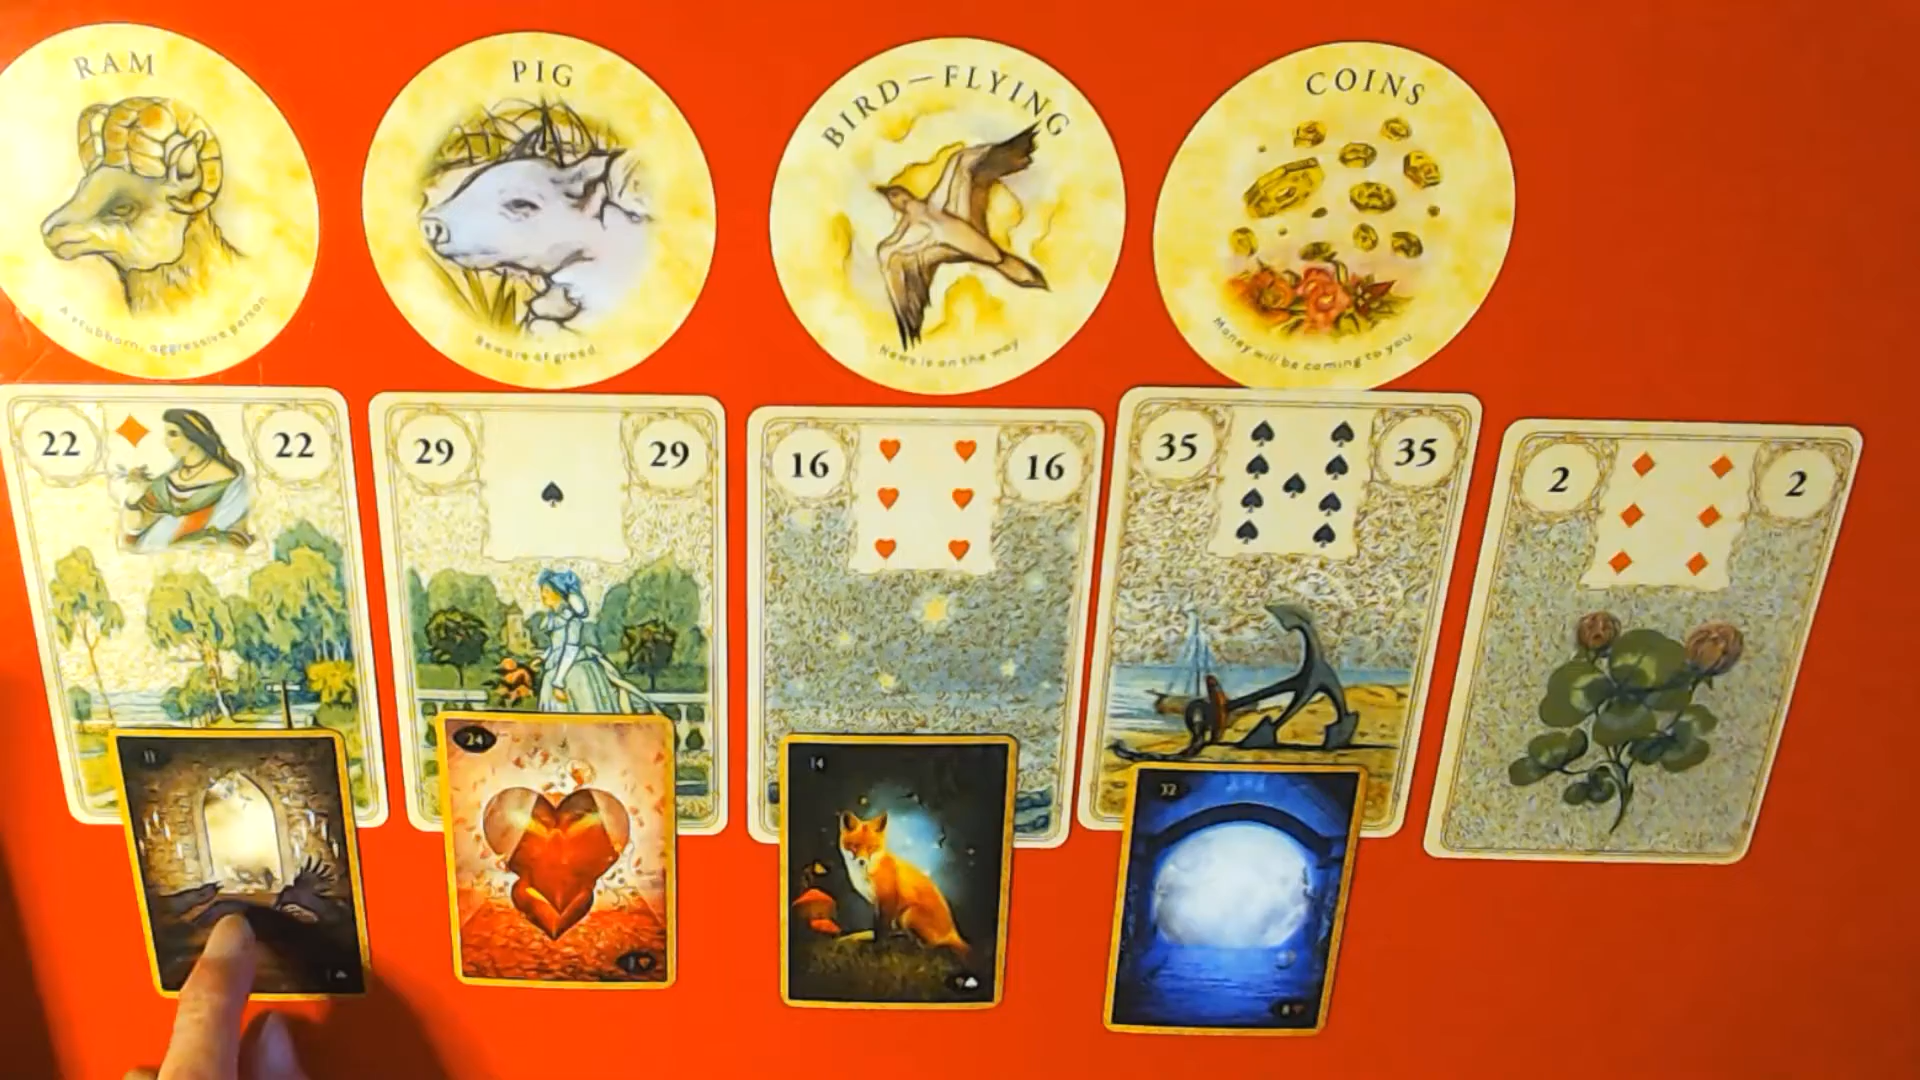 RAM
A stubborn, aggressive person
PIG
Beware of greed
BIRD—FLYING
News is on the way
COINS
Money will be coming to you
22 22
29 29
16 16
35 35
2 2
11
24
14
32